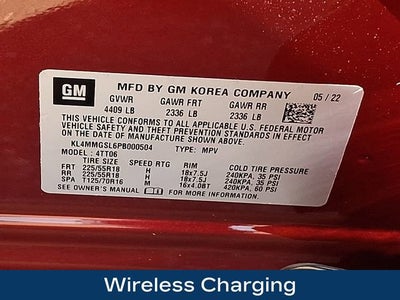 GM
MFD BY GM KOREA COMPANY
05/22
GVWR GAWR FRT GAWR RR
4409 LB 2336 LB 2336 LB
THIS VEHICLE CONFORMS TO ALL APPLICABLE U.S. FEDERAL MOTOR
VEHICLE SAFETY AND THEFT PREVENTION STANDARDS IN EFFECT ON THE
DATE OF MANUFACTURE SHOWN ABOVE.
KL4MMGSL6PB000504 TYPE: MPV
MODEL: 4TT06
TIRE SIZE SPEED RTG RIM COLD TIRE PRESSURE
FRT 225/55R18 H 18x7.5J 240KPA, 35 PSI
RR 225/55R18 H 18x7.5J 240KPA, 35 PSI
SPA T125/70R16 M 16x4.0BT 420KPA, 60 PSI
SEE OWNER'S MANUAL FOR ADDITIONAL INFORMATION
Wireless Charging